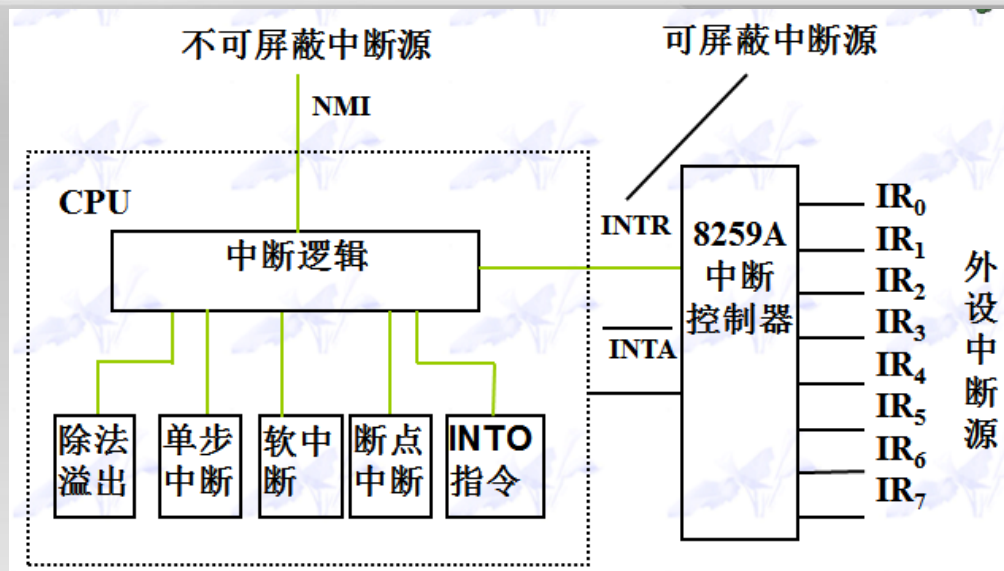 不可屏蔽中断源
可屏蔽中断源
NMI
CPU
中断逻辑
INTR
INTA
8259A
中断
控制器
IR0
IR1
IR2
IR3
IR4
IR5
IR6
IR7
外设中断源
除法
溢出
单步
中断
软中
断
断点
中断
INTO
指令